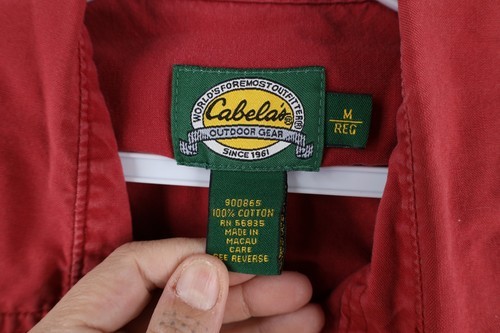 WORLD'S FOREMOST OUTFITTER®
Cabela's®
OUTDOOR GEAR
SINCE 1961
M
REG
900865
100% COTTON
RN 56835
MADE IN
MACAU
CARE
SEE REVERSE